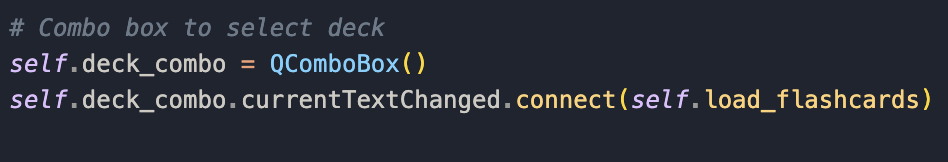 # Combo box to select deck
self.deck_combo = QComboBox()
self.deck_combo.currentTextChanged.connect(self.load_flashcards)